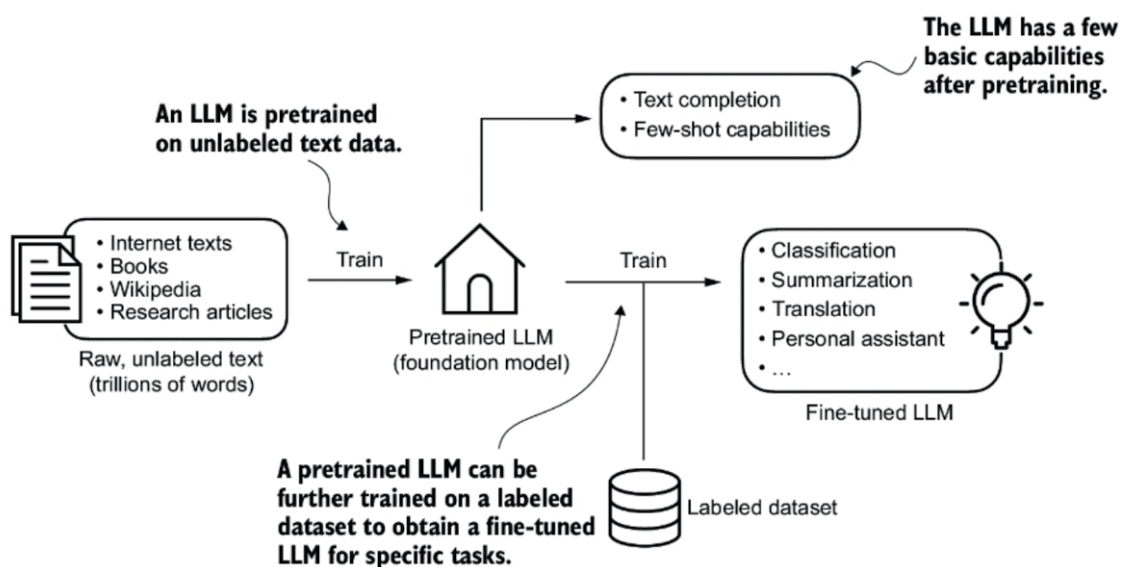 The LLM has a few
basic capabilities
after pretraining.
• Text completion
• Few-shot capabilities
An LLM is pretrained
on unlabeled text data.
• Internet texts
• Books
• Wikipedia
• Research articles
Raw, unlabeled text
(trillions of words)
Train
Pretrained LLM
(foundation model)
Train
• Classification
• Summarization
• Translation
• Personal assistant
• ...
Fine-tuned LLM
A pretrained LLM can be
further trained on a labeled
dataset to obtain a fine-tuned
LLM for specific tasks.
Labeled dataset